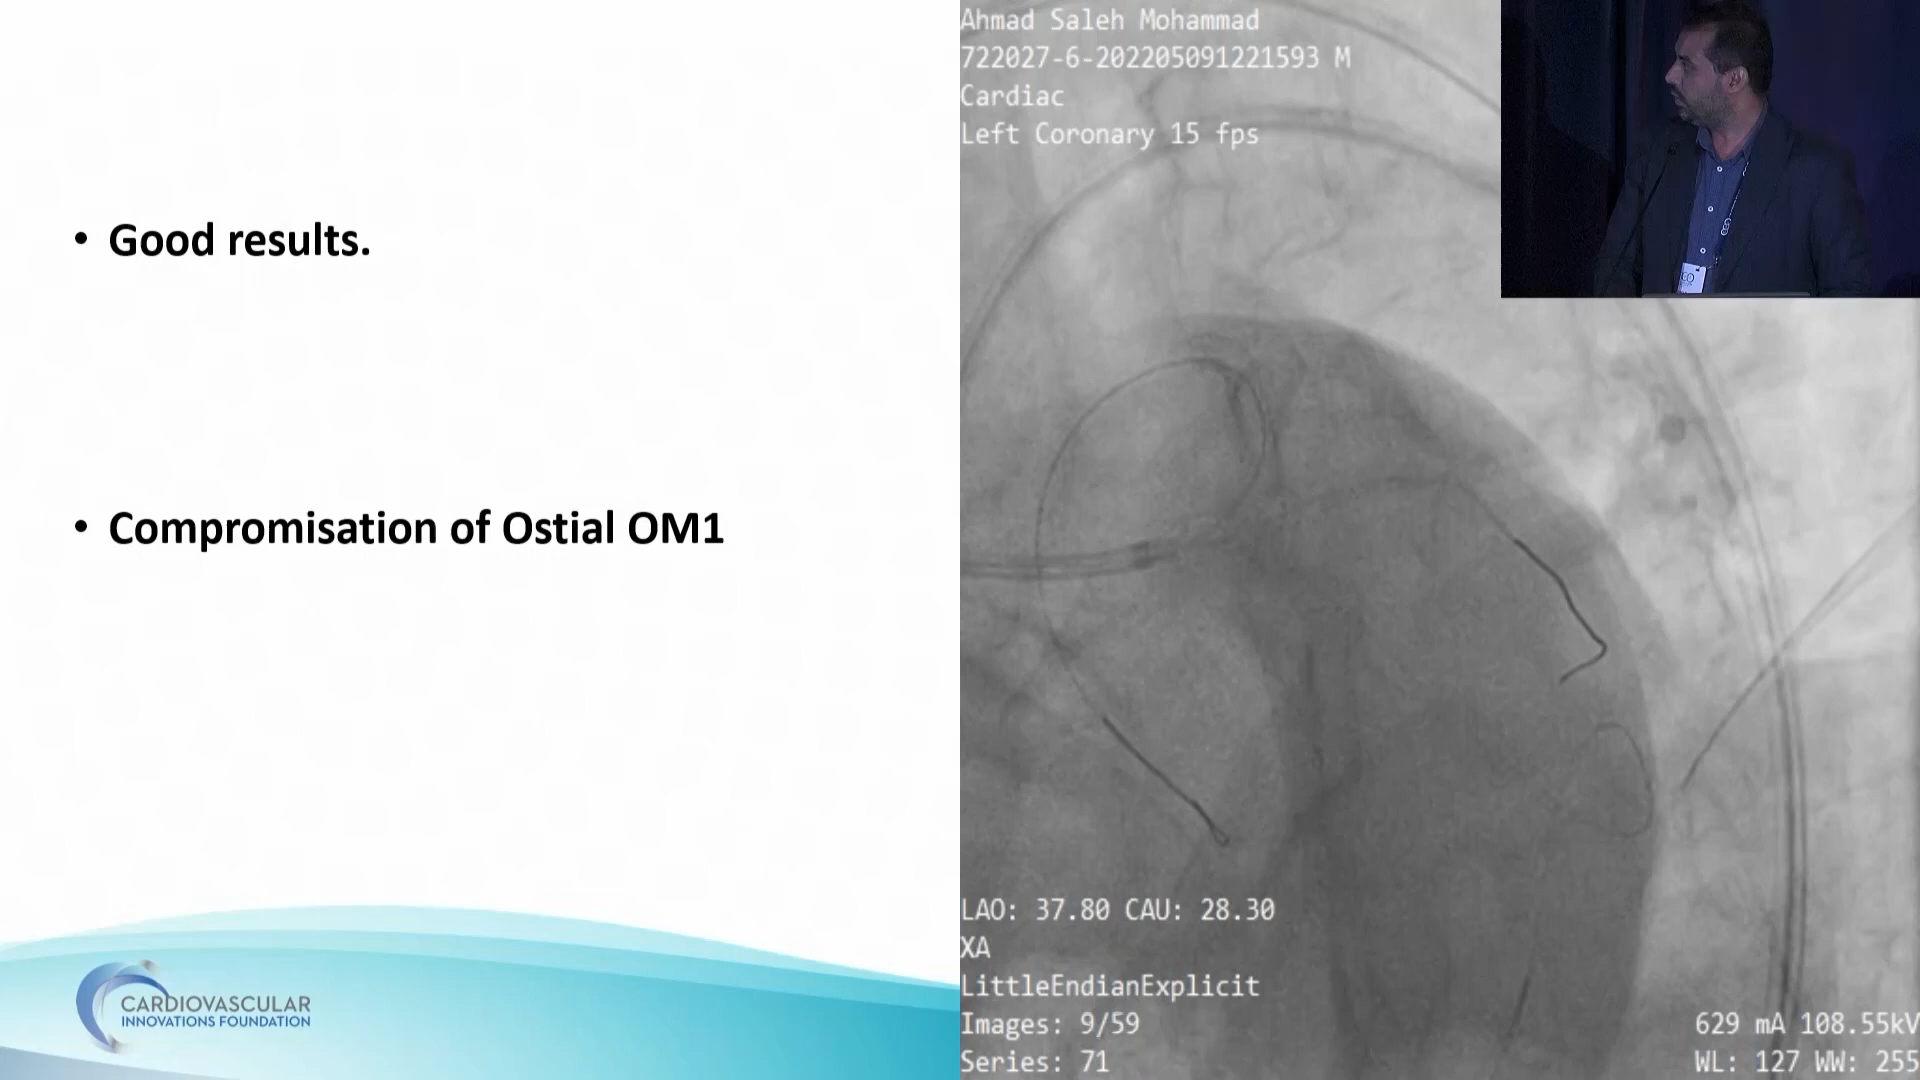 • Good results.
• Compromisation of Ostial OM1
CARDIOVASCULAR
INNOVATIONS FOUNDATION
Ahmad Saleh Mohammad
722027-6-202205091221593 M
Cardiac
Left Coronary 15 fps
LAO: 37.80 CAU: 28.30
XA
LittleEndianExplicit
Images: 9/59
Series: 71
629 mA 108.55kV
WL: 127 WW: 255